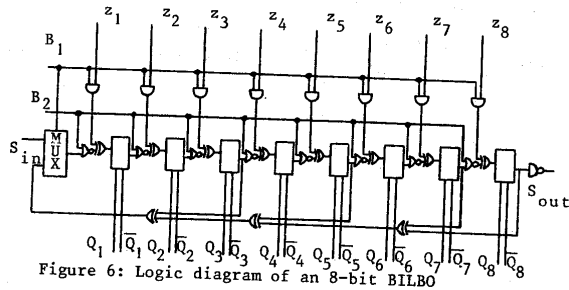 z1 z2 z3 z4 z5 z6 z7 z8
B1
B2
Sin
MUX
Sout
Q1 Q̅1 Q2 Q̅2 Q3 Q̅3 Q4 Q̅4 Q5 Q̅5 Q6 Q̅6 Q7 Q̅7 Q8 Q̅8
Figure 6: Logic diagram of an 8-bit BILBO